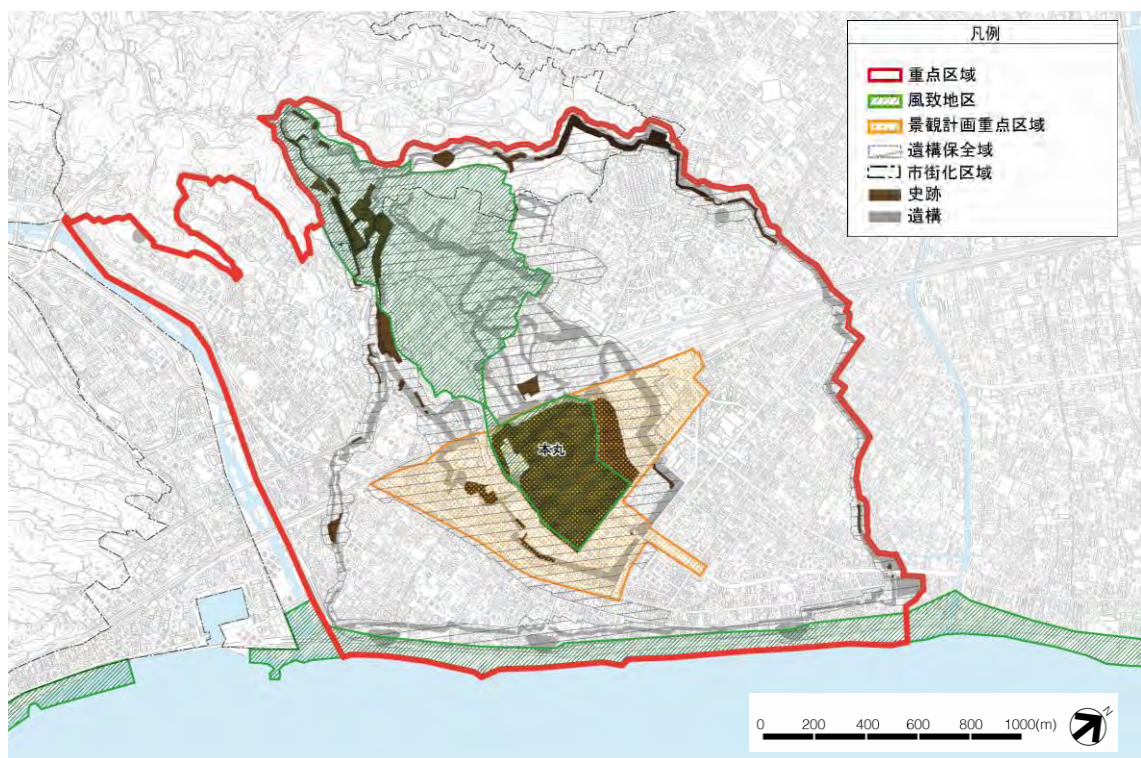 凡例
重点区域
風致地区
景観計画重点区域
遺構保全域
市街化区域
史跡
遺構
本丸
0 200 400 600 800 1000(m)
N